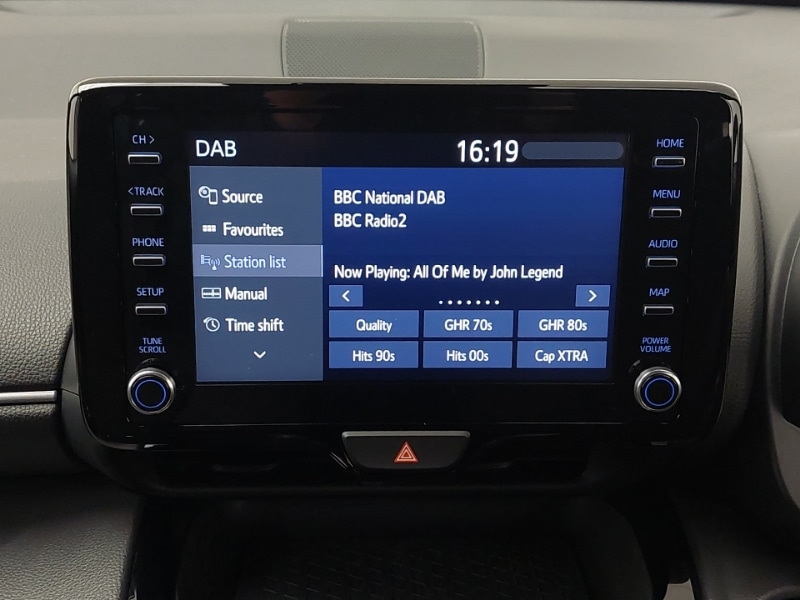 CH >
<TRACK
PHONE
SETUP
TUNE
SCROLL
DAB
16:19
Source
Favourites
Station list
Manual
Time shift
BBC National DAB
BBC Radio2
Now Playing: All Of Me by John Legend
Quality GHR 70s GHR 80s
Hits 90s Hits 00s Cap XTRA
HOME
MENU
AUDIO
MAP
POWER
VOLUME